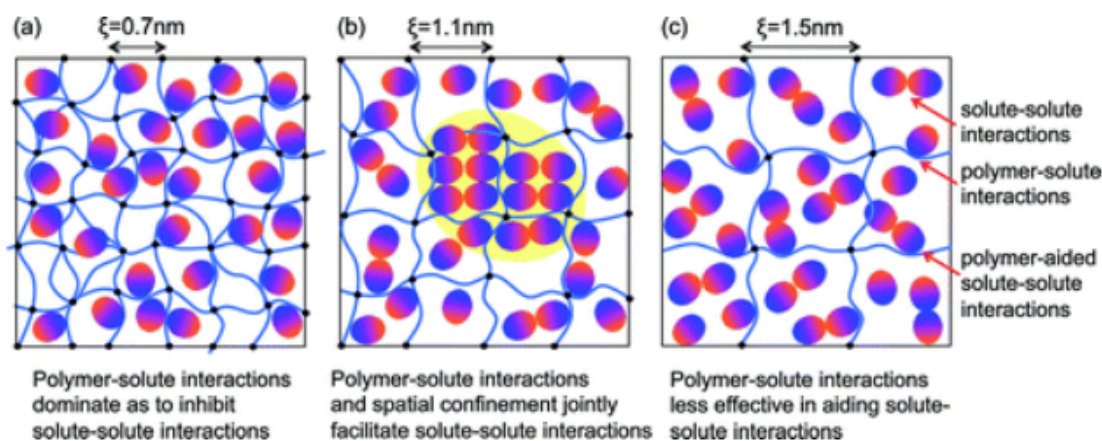 (a)
ξ=0.7nm
(b)
ξ=1.1nm
(c)
ξ=1.5nm
solute-solute
interactions
polymer-solute
interactions
polymer-aided
solute-solute
interactions
Polymer-solute interactions
dominate as to inhibit
solute-solute interactions
Polymer-solute interactions
and spatial confinement jointly
facilitate solute-solute interactions
Polymer-solute interactions
less effective in aiding solute-
solute interactions